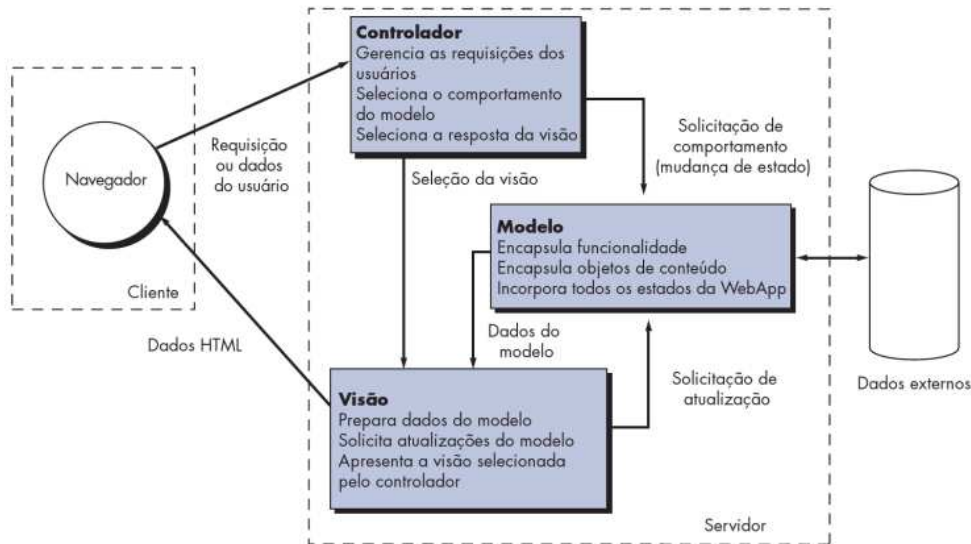 Controlador
Gerencia as requisições dos
usuários
Seleciona o comportamento
do modelo
Seleciona a resposta da visão
Navegador
Requisição
ou dados
do usuário
Cliente
Seleção da visão
Solicitação de
comportamento
(mudança de estado)
Modelo
Encapsula funcionalidade
Encapsula objetos de conteúdo
Incorpora todos os estados da WebApp
Dados externos
Dados HTML
Dados do
modelo
Solicitação de
atualização
Visão
Prepara dados do modelo
Solicita atualizações do modelo
Apresenta a visão selecionada
pelo controlador
Servidor